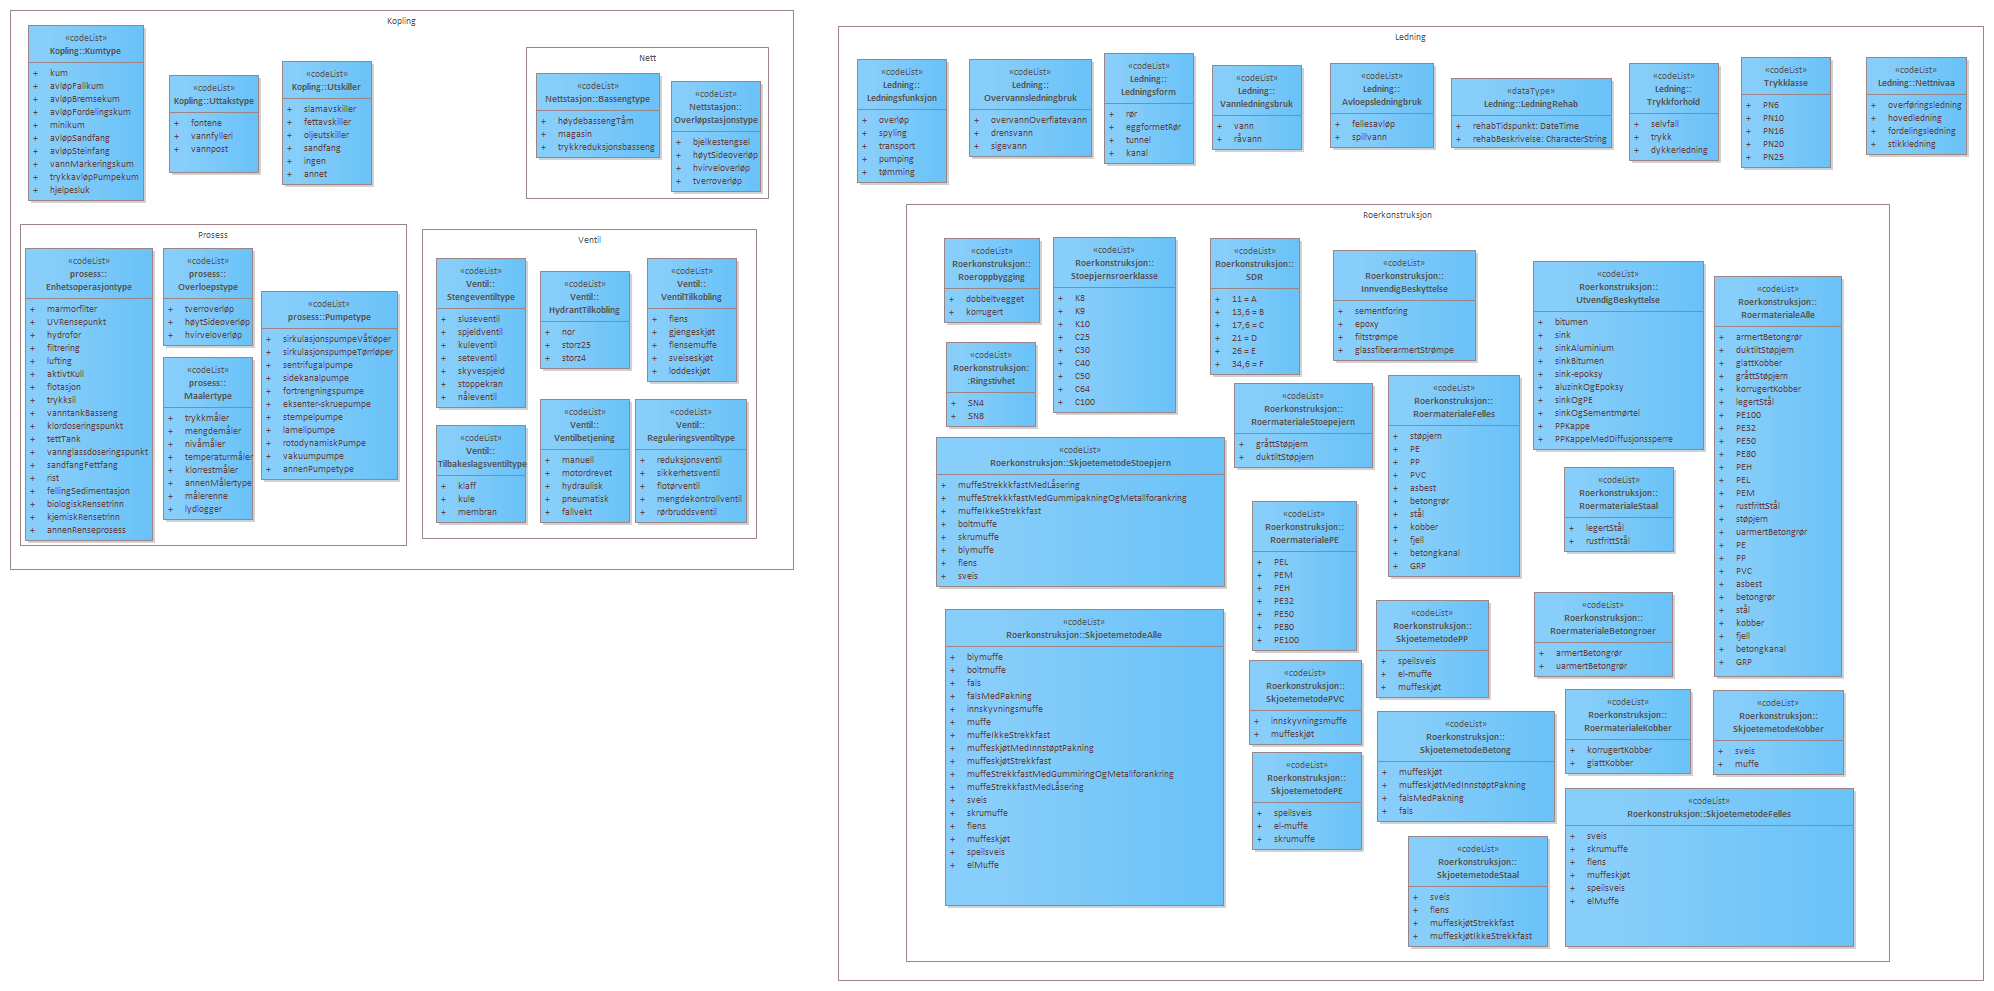 Kopling
«codeList»
Kopling::Kumtype
+ kum
+ avløpFallkum
+ avløpBremsekum
+ avløpFordelingskum
+ minikum
+ avløpSandfang
+ avløpSteinfang
+ vannMarkeringskum
+ trykkavløpPumpekum
+ hjelpesluk
«codeList»
Kopling::Uttakstype
+ fontene
+ vannfylleri
+ vannpost
«codeList»
Kopling::Utskiller
+ slamavskiller
+ fettavskiller
+ oljeutskiller
+ sandfang
+ ingen
+ annet
Nett
«codeList»
Nettstasjon::Bassengtype
+ høydebassengTårn
+ magasin
+ trykkreduksjonsbasseng
«codeList»
Nettstasjon::
Overløpstasjonstype
+ bjelkestengsel
+ høytSideoverløp
+ hvirveloverløp
+ tverroverløp
Prosess
«codeList»
prosess::
Enhetsoperasjontype
+ marmorfilter
+ UVRensepunkt
+ hydrofor
+ filtrering
+ lufting
+ aktivtKull
+ flotasjon
+ trykksil
+ vanntankBasseng
+ klordoseringspunkt
+ tettTank
+ vannglassdoseringspunkt
+ sandfangFettfang
+ rist
+ fellingSedimentasjon
+ biologiskRensetrinn
+ kjemiskRensetrinn
+ annenRenseprosess
«codeList»
prosess::
Overloepstype
+ tverroverløp
+ høytSideoverløp
+ hvirveloverløp
«codeList»
prosess::
Maalertype
+ trykkmåler
+ mengdemåler
+ nivåmåler
+ temperaturmåler
+ klorrestmåler
+ annenMålertype
+ målerenne
+ lydlogger
«codeList»
prosess::Pumpetype
+ sirkulasjonspumpeVåtløper
+ sirkulasjonspumpeTørrløper
+ sentrifugalpumpe
+ sidekanalpumpe
+ fortrengningspumpe
+ eksenter-skruepumpe
+ stempelpumpe
+ lamellpumpe
+ rotodynamiskPumpe
+ vakuumpumpe
+ annenPumpetype
Ventil
«codeList»
Ventil::
Stengeventiltype
+ sluseventil
+ spjeldventil
+ kuleventil
+ seteventil
+ skyvespjeld
+ stoppekran
+ nåleventil
«codeList»
Ventil::
HydrantTilkobling
+ nor
+ storz25
+ storz4
«codeList»
Ventil::
VentilTilkobling
+ flens
+ gjengeskjøt
+ flensemuffe
+ sveiseskjøt
+ loddeskjøt
«codeList»
Ventil::
Tilbakeslagsventiltype
+ klaff
+ kule
+ membran
«codeList»
Ventil::
Ventilbetjening
+ manuell
+ motordrevet
+ hydraulisk
+ pneumatisk
+ fallvekt
«codeList»
Ventil::
Reguleringsventiltype
+ reduksjonsventil
+ sikkerhetsventil
+ flotørventil
+ mengdekontrollventil
+ rørbruddsventil
Ledning
«codeList»
Ledning::
Ledningsfunksjon
+ overløp
+ spyling
+ transport
+ pumping
+ tømming
«codeList»
Ledning::
Overvannsledningbruk
+ overvannOverflatevann
+ drensvann
+ sigevann
«codeList»
Ledning::
Ledningsform
+ rør
+ eggformetRør
+ tunnel
+ kanal
«codeList»
Ledning::
Vannledningsbruk
+ vann
+ råvann
«codeList»
Ledning::
Avloepsledningbruk
+ fellesavløp
+ spillvann
«dataType»
Ledning::LedningRehab
+ rehabTidspunkt: DateTime
+ rehabBeskrivelse: CharacterString
«codeList»
Ledning::
Trykkforhold
+ selvfall
+ trykk
+ dykkerledning
«codeList»
Trykklasse
+ PN6
+ PN10
+ PN16
+ PN20
+ PN25
«codeList»
Ledning::Nettnivaa
+ overføringsledning
+ hovedledning
+ fordelingsledning
+ stikkledning
Roerkonstruksjon
«codeList»
Roerkonstruksjon::
Roeroppbygging
+ dobbeltvegget
+ korrugert
«codeList»
Roerkonstruksjon:
:Ringstivhet
+ SN4
+ SN8
«codeList»
Roerkonstruksjon::
Stoepjernsroerklasse
+ K8
+ K9
+ K10
+ C25
+ C30
+ C40
+ C50
+ C64
+ C100
«codeList»
Roerkonstruksjon::
SDR
+ 11 = A
+ 13,6 = B
+ 17,6 = C
+ 21 = D
+ 26 = E
+ 34,6 = F
«codeList»
Roerkonstruksjon::
InnvendigBeskyttelse
+ sementforing
+ epoxy
+ filtstrømpe
+ glassfiberarmertStrømpe
«codeList»
Roerkonstruksjon::
UtvendigBeskyttelse
+ bitumen
+ sink
+ sinkAluminium
+ sinkBitumen
+ sink-epoksy
+ aluzinkOgEpoksy
+ sinkOgPE
+ sinkOgSementmørtel
+ PPKappe
+ PPKappeMedDiffusjonssperre
«codeList»
Roerkonstruksjon::
RoermaterialeAlle
+ armertBetongrør
+ duktiltStøpjern
+ glattKobber
+ gråttStøpjern
+ korrugertKobber
+ legertStål
+ PE100
+ PE32
+ PE50
+ PE80
+ PEH
+ PEL
+ PEM
+ rustfrittStål
+ støpjern
+ uarmertBetongrør
+ PE
+ PP
+ PVC
+ asbest
+ betongrør
+ stål
+ kobber
+ fjell
+ betongkanal
+ GRP
«codeList»
Roerkonstruksjon::
RoermaterialeStoepejern
+ gråttStøpjern
+ duktiltStøpjern
«codeList»
Roerkonstruksjon::
RoermaterialeFelles
+ støpjern
+ PE
+ PP
+ PVC
+ asbest
+ betongrør
+ stål
+ kobber
+ fjell
+ betongkanal
+ GRP
«codeList»
Roerkonstruksjon::SkjoetemetodeStoepjern
+ muffeStrekkkfastMedLåsering
+ muffeStrekkkfastMedGummipakningOgMetallforankring
+ muffeIkkeStrekkfast
+ boltmuffe
+ skrumuffe
+ blymuffe
+ flens
+ sveis
«codeList»
Roerkonstruksjon::
RoermaterialeStaal
+ legertStål
+ rustfrittStål
«codeList»
Roerkonstruksjon::
RoermaterialePE
+ PEL
+ PEM
+ PEH
+ PE32
+ PE50
+ PE80
+ PE100
«codeList»
Roerkonstruksjon::SkjoetemetodeAlle
+ blymuffe
+ boltmuffe
+ fals
+ falsMedPakning
+ innskyvningsmuffe
+ muffe
+ muffeIkkeStrekkfast
+ muffeskjøtMedInnstøptPakning
+ muffeskjøtStrekkfast
+ muffeStrekkfastMedGummiringOgMetallforankring
+ muffeStrekkfastMedLåsering
+ sveis
+ skrumuffe
+ flens
+ muffeskjøt
+ speilsveis
+ elMuffe
«codeList»
Roerkonstruksjon::
SkjoetemetodePP
+ speilsveis
+ el-muffe
+ muffeskjøt
«codeList»
Roerkonstruksjon::
RoermaterialeBetongroer
+ armertBetongrør
+ uarmertBetongrør
«codeList»
Roerkonstruksjon::
SkjoetemetodePVC
+ innskyvningsmuffe
+ muffeskjøt
«codeList»
Roerkonstruksjon::
SkjoetemetodePE
+ speilsveis
+ el-muffe
+ skrumuffe
«codeList»
Roerkonstruksjon::
SkjoetemetodeBetong
+ muffeskjøt
+ muffeskjøtMedInnstøptPakning
+ falsMedPakning
+ fals
«codeList»
Roerkonstruksjon::
RoermaterialeKobber
+ korrugertKobber
+ glattKobber
«codeList»
Roerkonstruksjon::
SkjoetemetodeKobber
+ sveis
+ muffe
«codeList»
Roerkonstruksjon::SkjoetemetodeFelles
+ sveis
+ skrumuffe
+ flens
+ muffeskjøt
+ speilsveis
+ elMuffe
«codeList»
Roerkonstruksjon::
SkjoetemetodeStaal
+ sveis
+ flens
+ muffeskjøtStrekkfast
+ muffeskjøtIkkeStrekkfast